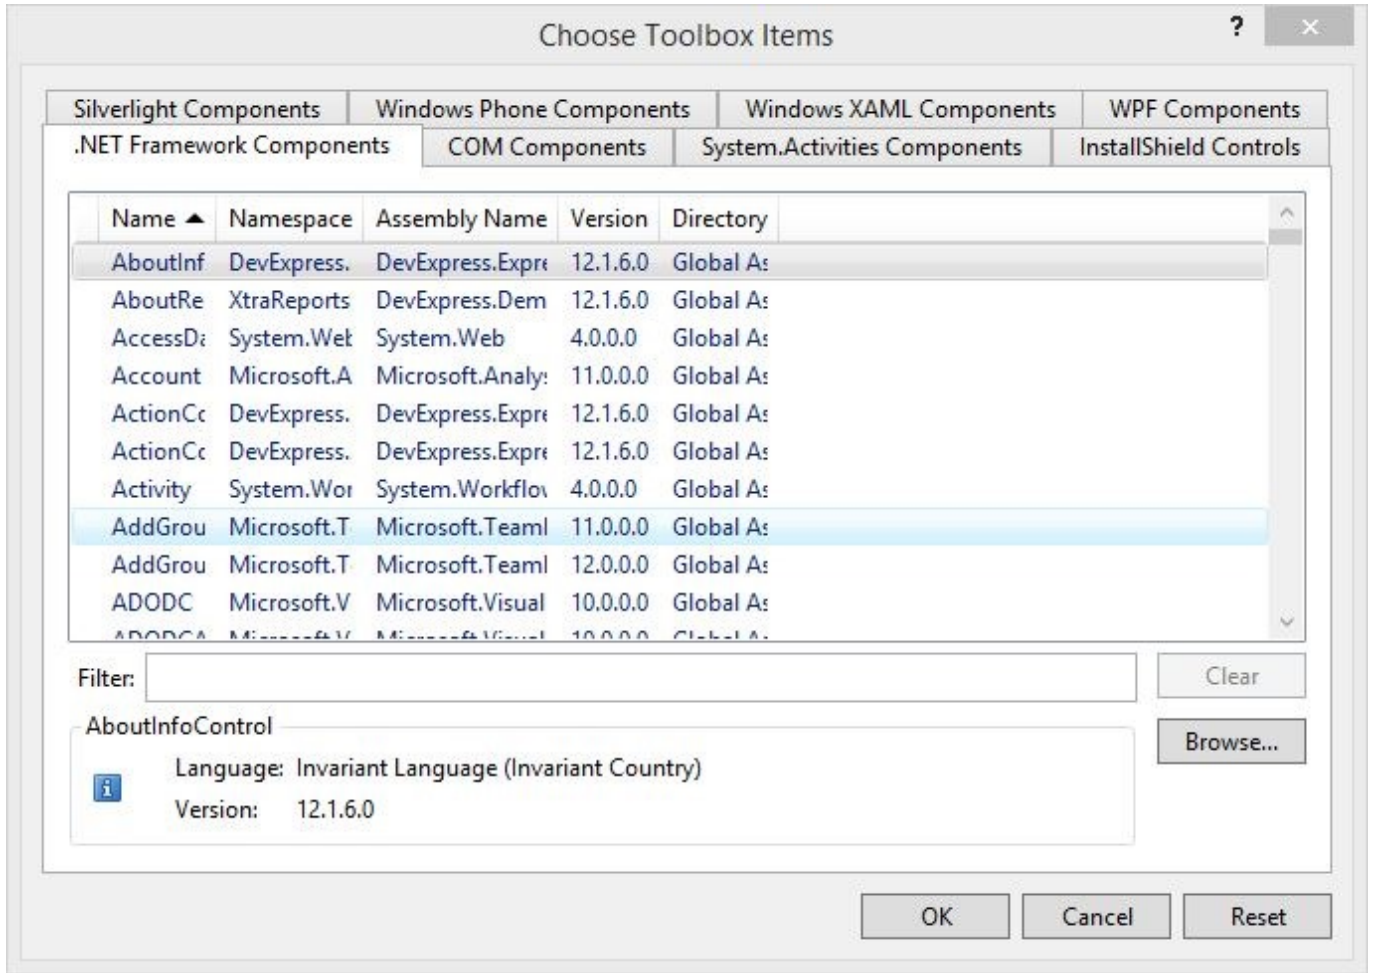 Choose Toolbox Items ?
Silverlight Components Windows Phone Components Windows XAML Components WPF Components
.NET Framework Components COM Components System.Activities Components InstallShield Controls
Name Namespace Assembly Name Version Directory
AboutInf DevExpress. DevExpress.Expre 12.1.6.0 Global As
AboutRe XtraReports DevExpress.Dem 12.1.6.0 Global As
AccessDa System.Web System.Web 4.0.0.0 Global As
Account Microsoft.A Microsoft.Analys 11.0.0.0 Global As
ActionCo DevExpress. DevExpress.Expre 12.1.6.0 Global As
ActionCo DevExpress. DevExpress.Expre 12.1.6.0 Global As
Activity System.Wor System.Workflow 4.0.0.0 Global As
AddGrou Microsoft.T Microsoft.Teaml 11.0.0.0 Global As
AddGrou Microsoft.T Microsoft.Teaml 12.0.0.0 Global As
ADODC Microsoft.V Microsoft.Visual 10.0.0.0 Global As
Filter: Clear
AboutInfoControl
Browse...
Language: Invariant Language (Invariant Country)
Version: 12.1.6.0
OK Cancel Reset